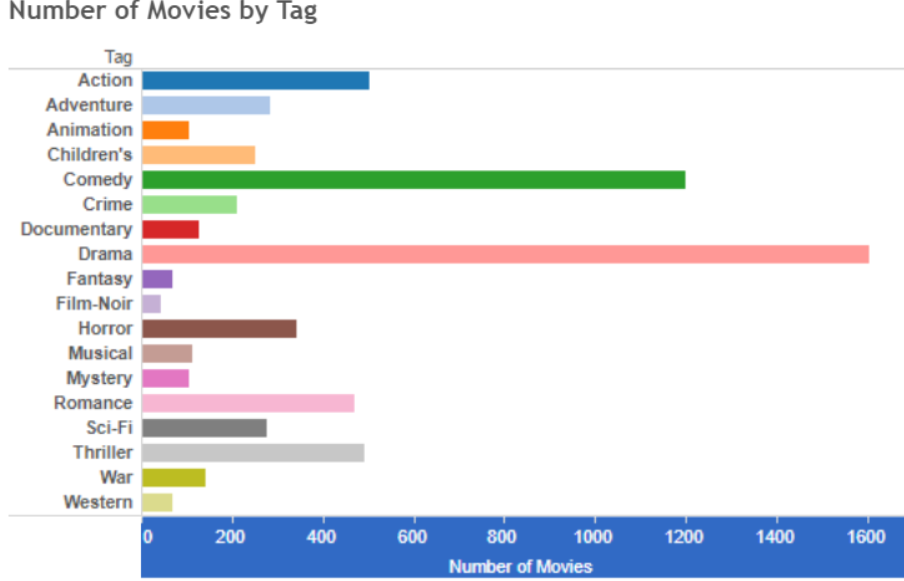 Number of Movies by Tag
Tag
Action
Adventure
Animation
Children's
Comedy
Crime
Documentary
Drama
Fantasy
Film-Noir
Horror
Musical
Mystery
Romance
Sci-Fi
Thriller
War
Western
0 200 400 600 800 1000 1200 1400 1600
Number of Movies